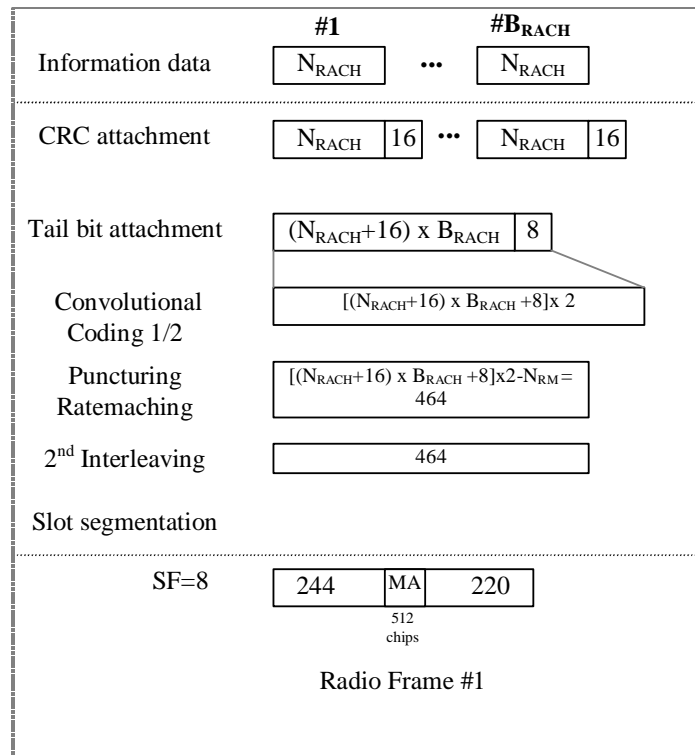 #1 #B_RACH
Information data N_RACH ... N_RACH
CRC attachment N_RACH 16 ... N_RACH 16
Tail bit attachment (N_RACH+16) x B_RACH 8
Convolutional
Coding 1/2
[(N_RACH+16) x B_RACH +8]x 2
Puncturing
Ratemaching
[(N_RACH+16) x B_RACH +8]x2-N_RM =
464
2nd Interleaving 464
Slot segmentation
SF=8 244 MA 220
512
chips
Radio Frame #1